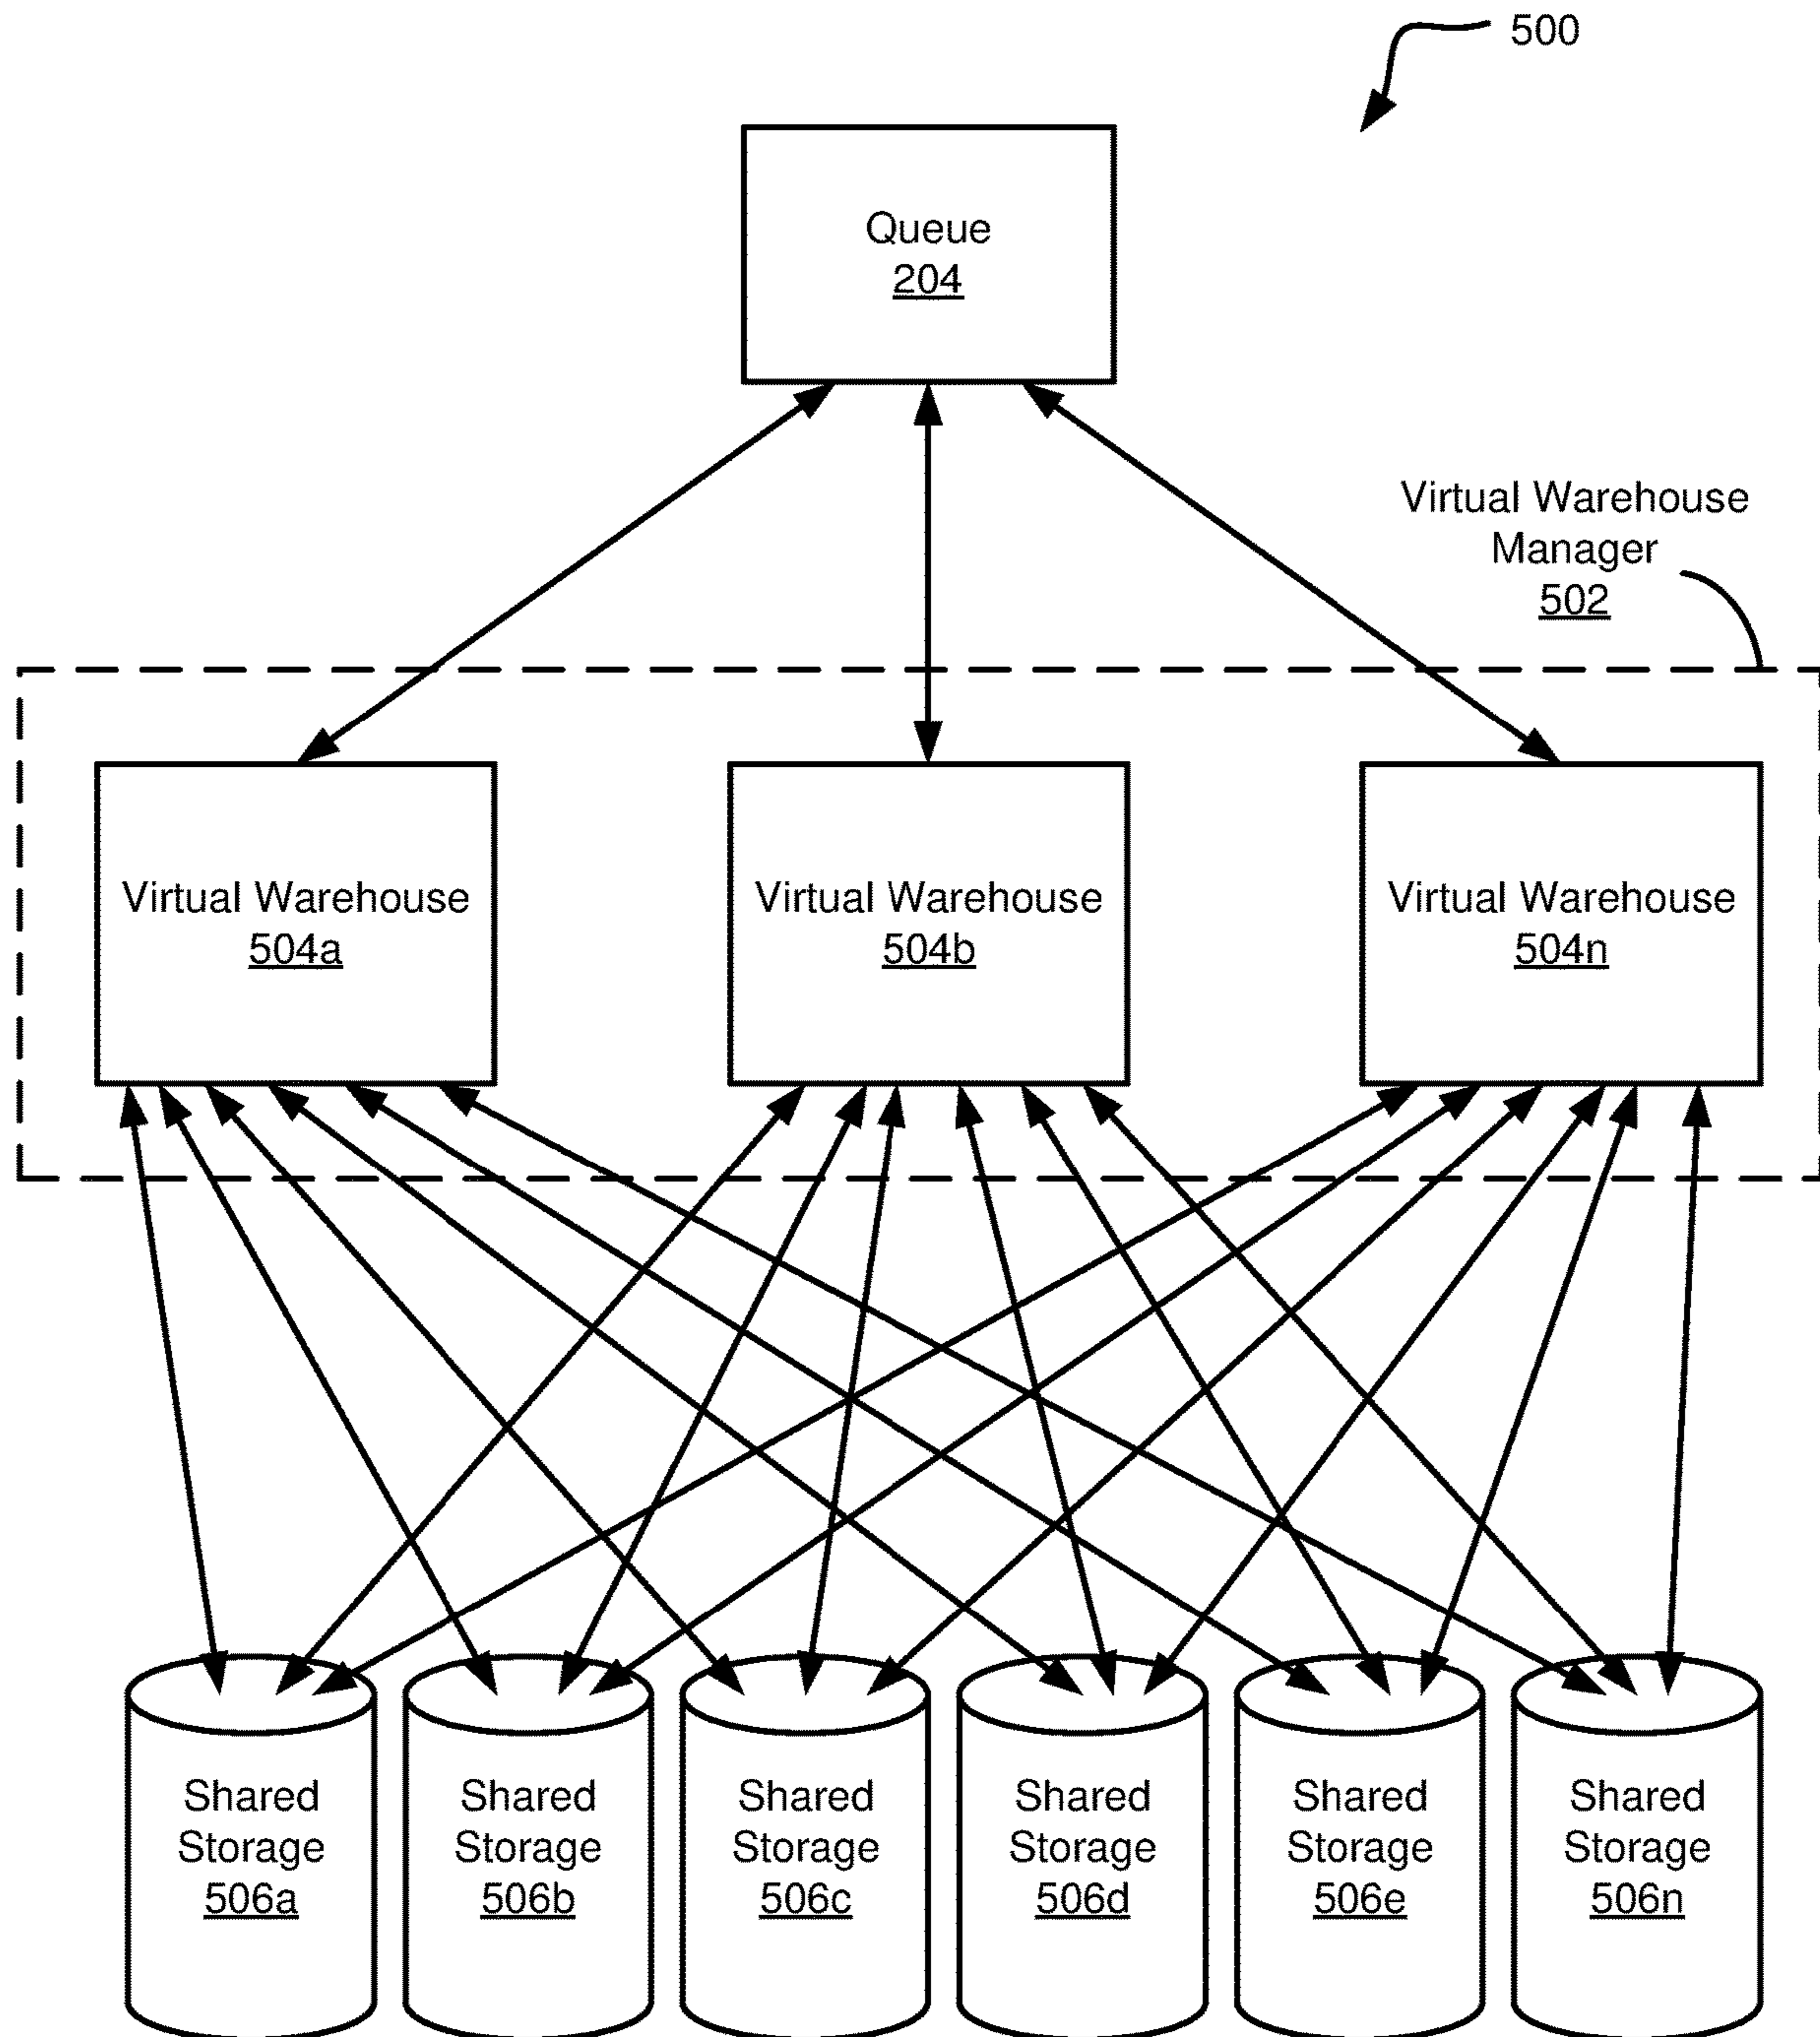 500
Queue
204
Virtual Warehouse
Manager
502
Virtual Warehouse
504a
Virtual Warehouse
504b
Virtual Warehouse
504n
Shared
Storage
506a
Shared
Storage
506b
Shared
Storage
506c
Shared
Storage
506d
Shared
Storage
506e
Shared
Storage
506n